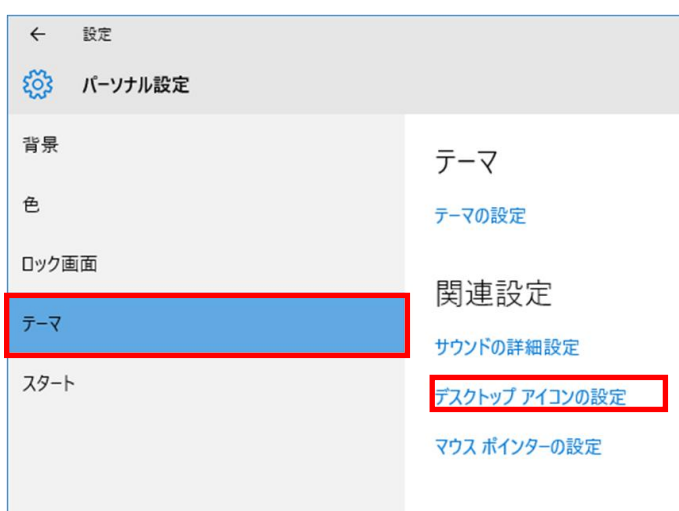 ← 設定
パーソナル設定
背景
色
ロック画面
テーマ
スタート
テーマ
テーマの設定
関連設定
サウンドの詳細設定
デスクトップ アイコンの設定
マウス ポインターの設定